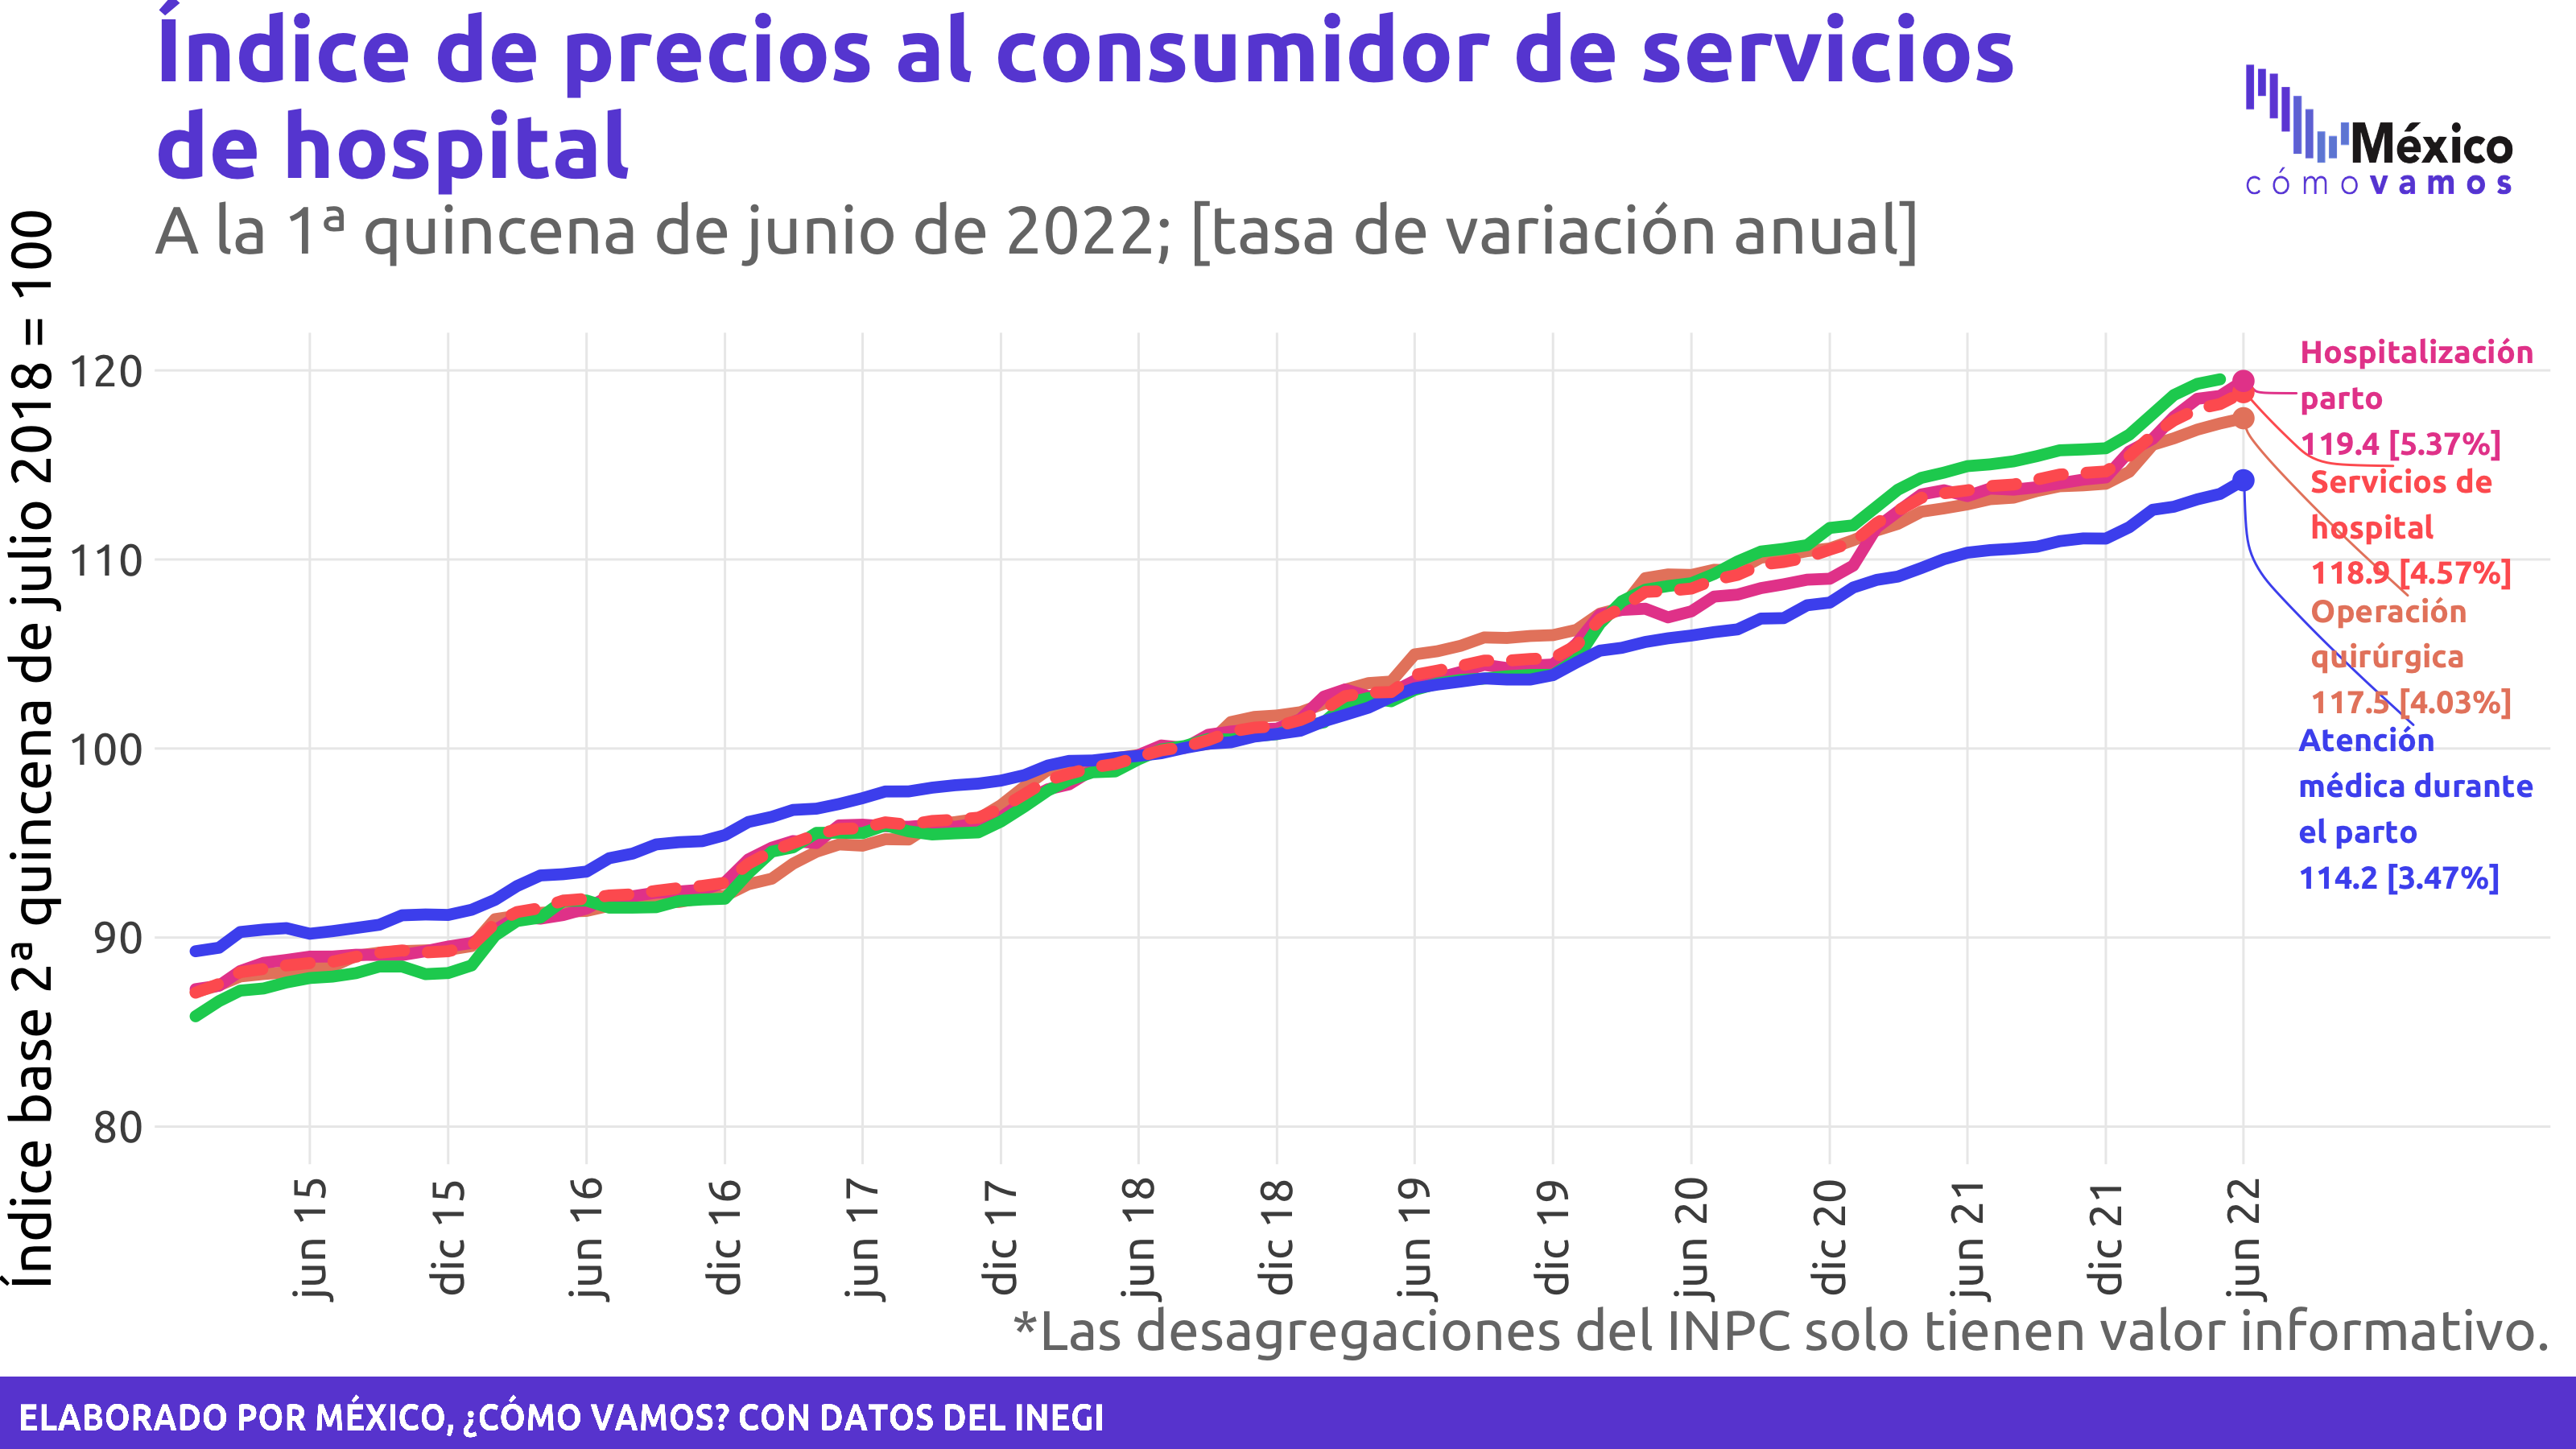 Índice de precios al consumidor de servicios
de hospital
A la 1ª quincena de junio de 2022; [tasa de variación anual]
México
cómo vamos
Índice base 2ª quincena de julio 2018 = 100
120
110
100
90
80
Hospitalización
parto
119.4 [5.37%]
Servicios de
hospital
118.9 [4.57%]
Operación
quirúrgica
117.5 [4.03%]
Atención
médica durante
el parto
114.2 [3.47%]
jun 15
dic 15
jun 16
dic 16
jun 17
dic 17
jun 18
dic 18
jun 19
dic 19
jun 20
dic 20
jun 21
dic 21
jun 22
*Las desagregaciones del INPC solo tienen valor informativo.
ELABORADO POR MÉXICO, ¿CÓMO VAMOS? CON DATOS DEL INEGI